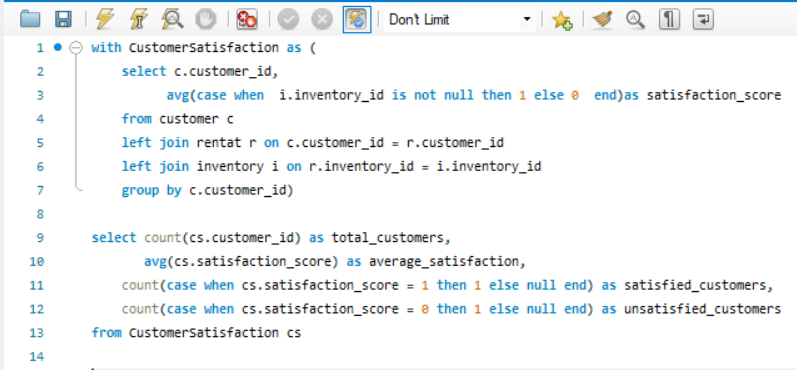 Don't Limit
1 with CustomerSatisfaction as (
2 select c.customer_id,
3 avg(case when  i.inventory_id is not null then 1 else 0  end)as satisfaction_score
4 from customer c
5 left join rentat r on c.customer_id = r.customer_id
6 left join inventory i on r.inventory_id = i.inventory_id
7 group by c.customer_id)
8
9 select count(cs.customer_id) as total_customers,
10 avg(cs.satisfaction_score) as average_satisfaction,
11 count(case when cs.satisfaction_score = 1 then 1 else null end) as satisfied_customers,
12 count(case when cs.satisfaction_score = 0 then 1 else null end) as unsatisfied_customers
13 from CustomerSatisfaction cs
14